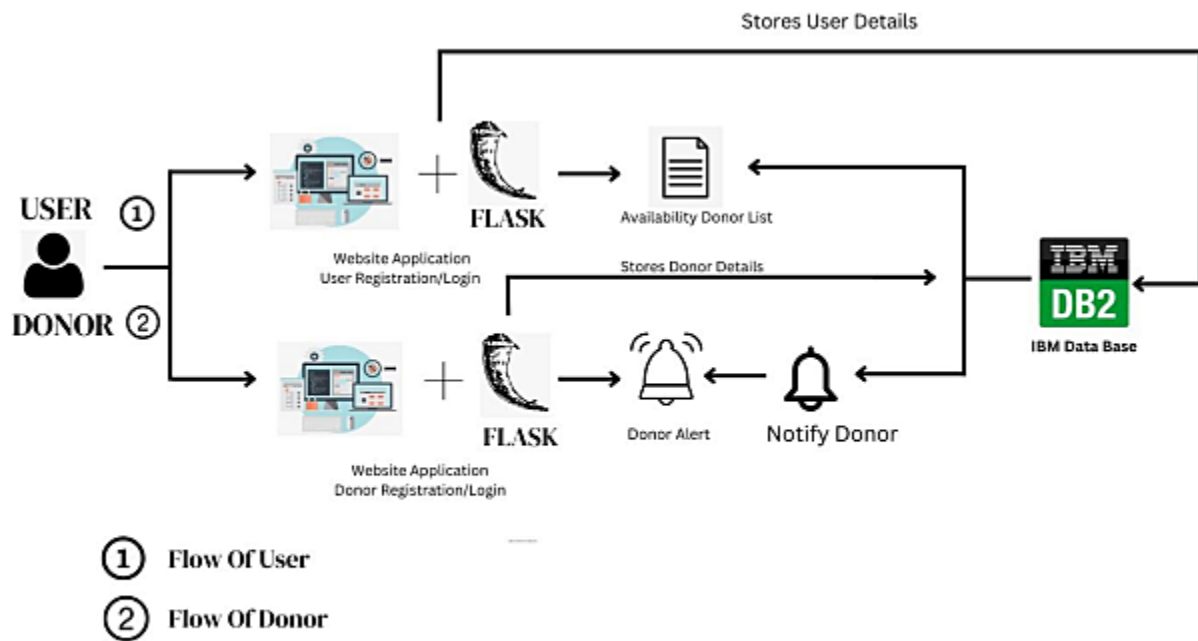 Stores User Details
USER
①
FLASK
Availability Donor List
Website Application
User Registration/Login
Stores Donor Details
IBM
DB2
IBM Data Base
DONOR
②
FLASK
Donor Alert
Notify Donor
Website Application
Donor Registration/Login
① Flow Of User
② Flow Of Donor